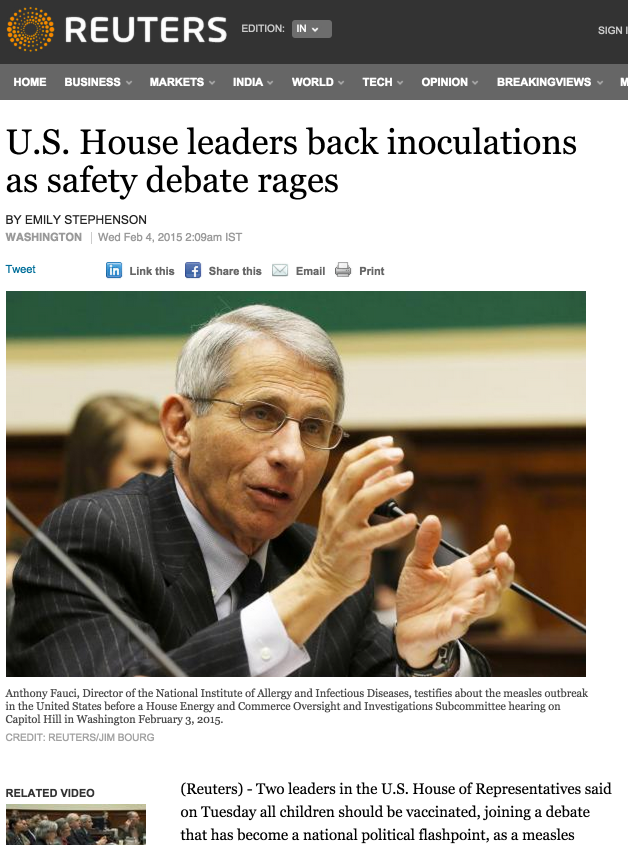 REUTERS EDITION: IN SIGN
HOME BUSINESS MARKETS INDIA WORLD TECH OPINION BREAKINGVIEWS M
U.S. House leaders back inoculations
as safety debate rages
BY EMILY STEPHENSON
WASHINGTON | Wed Feb 4, 2015 2:09am IST
Tweet in Link this f Share this Email Print
Anthony Fauci, Director of the National Institute of Allergy and Infectious Diseases, testifies about the measles outbreak
in the United States before a House Energy and Commerce Oversight and Investigations Subcommittee hearing on
Capitol Hill in Washington February 3, 2015.
CREDIT: REUTERS/JIM BOURG
RELATED VIDEO
(Reuters) - Two leaders in the U.S. House of Representatives said
on Tuesday all children should be vaccinated, joining a debate
that has become a national political flashpoint, as a measles